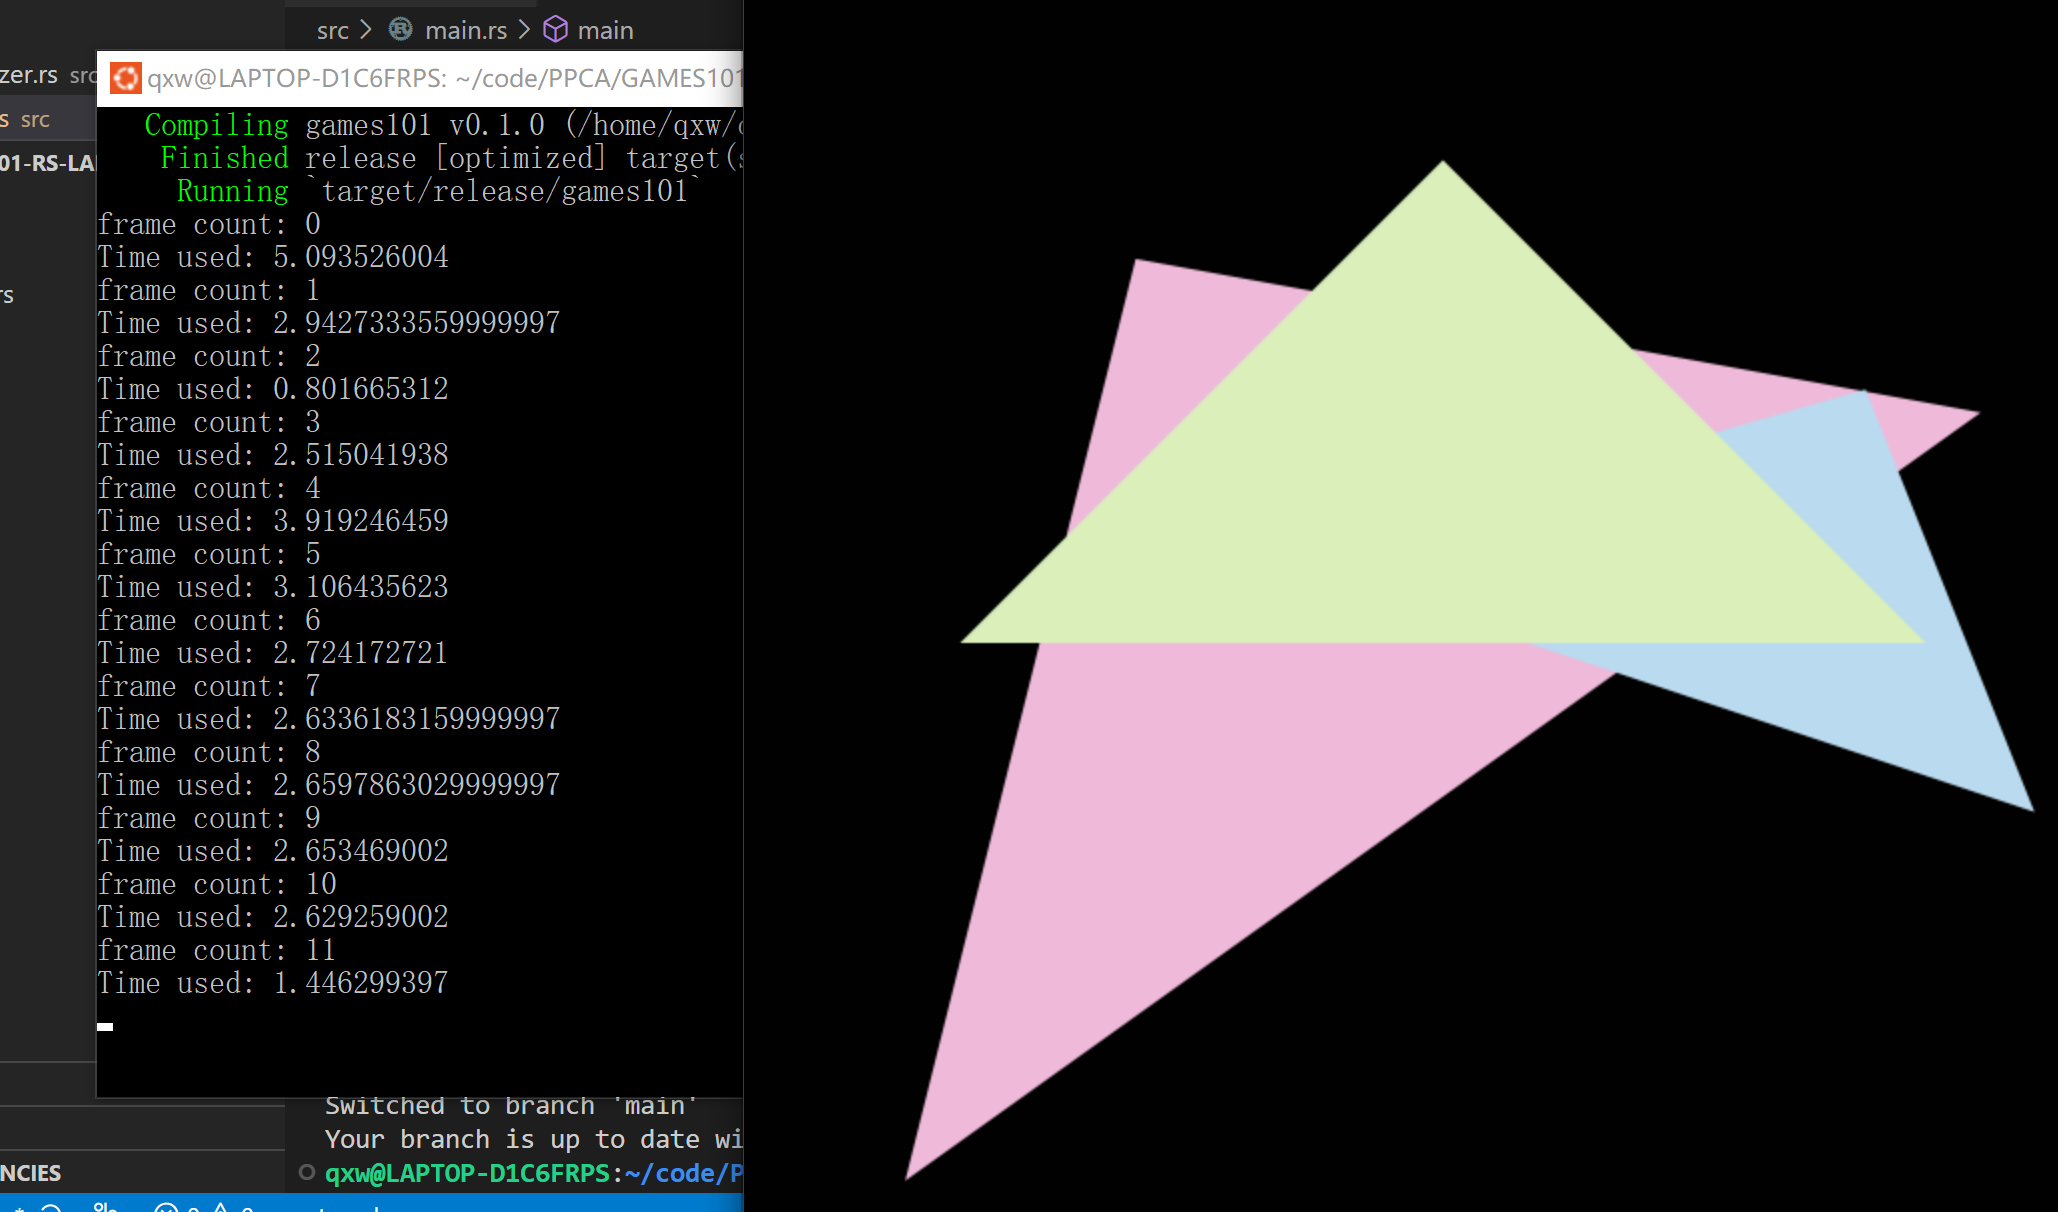 src > main.rs > main
zer.rs src
qxw@LAPTOP-D1C6FRPS: ~/code/PPCA/GAMES101
s src
Compiling games101 v0.1.0 (/home/qxw/
01-RS-LA
Finished release [optimized] target(
Running `target/release/games101`
frame count: 0
Time used: 5.093526004
frame count: 1
rs
Time used: 2.9427333559999997
frame count: 2
Time used: 0.801665312
frame count: 3
Time used: 2.515041938
frame count: 4
Time used: 3.919246459
frame count: 5
Time used: 3.106435623
frame count: 6
Time used: 2.724172721
frame count: 7
Time used: 2.6336183159999997
frame count: 8
Time used: 2.6597863029999997
frame count: 9
Time used: 2.653469002
frame count: 10
Time used: 2.629259002
frame count: 11
Time used: 1.446299397
Switched to branch 'main'
Your branch is up to date wi
NCIES
qxw@LAPTOP-D1C6FRPS:~/code/P